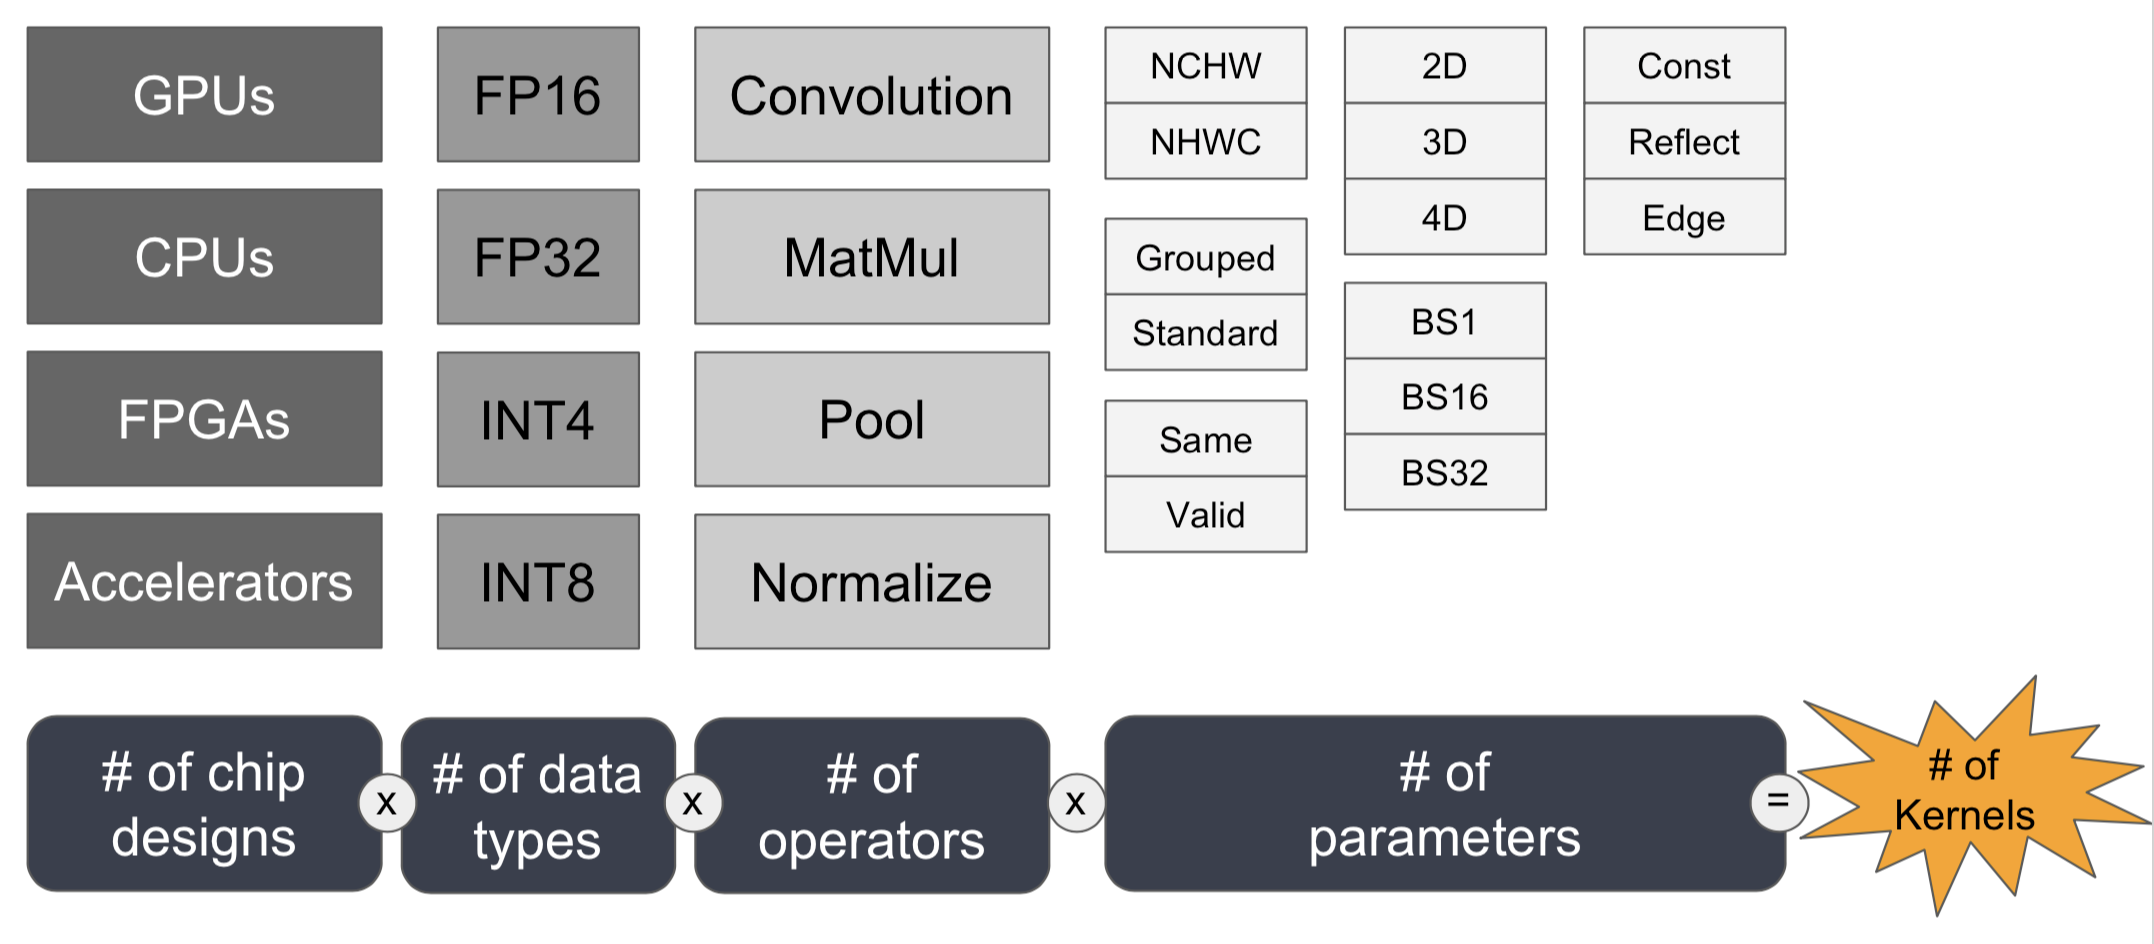 GPUs
CPUs
FPGAs
Accelerators
FP16
FP32
INT4
INT8
Convolution
MatMul
Pool
Normalize
NCHW
NHWC
Grouped
Standard
Same
Valid
2D
3D
4D
BS1
BS16
BS32
Const
Reflect
Edge
# of chip
designs
x
# of data
types
x
# of
operators
x
# of
parameters
=
# of
Kernels